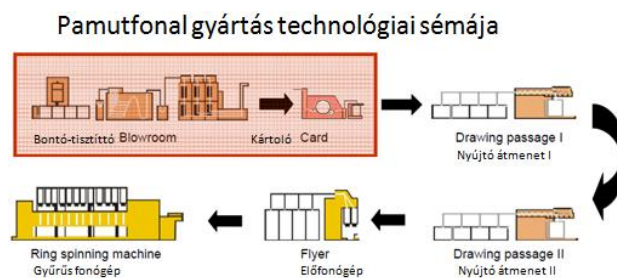 Pamutfonal gyártás technológiai sémája
Bontó-tisztíttó Blowroom
Kártoló Card
Drawing passage I
Nyújtó átmenet I
Ring spinning machine
Gyűrűs fonógép
Flyer
Előfonógép
Drawing passage II
Nyújtó átmenet II